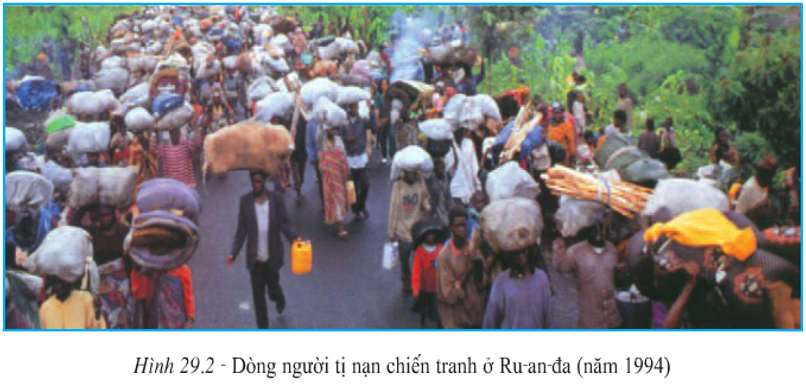 Hình 29.2 - Dòng người tị nạn chiến tranh ở Ru-an-đa (năm 1994)